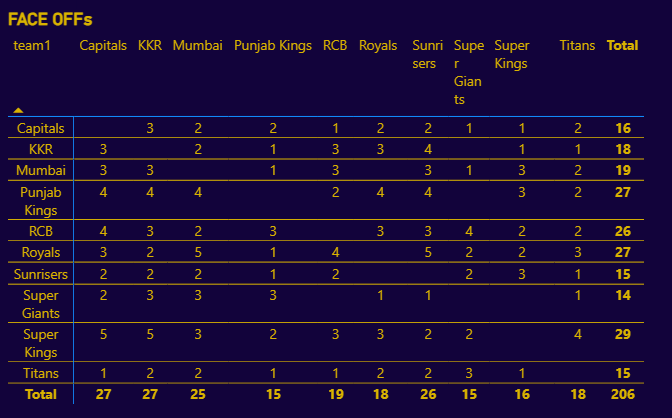 FACE OFFs
team1 Capitals KKR Mumbai Punjab Kings RCB Royals Sunri Supe Super Titans Total
sers r Kings
Gian
ts
Capitals 3 2 2 1 2 2 1 1 2 16
KKR 3 2 1 3 3 4 1 1 18
Mumbai 3 3 1 3 3 1 3 2 19
Punjab 4 4 4 2 4 4 3 2 27
Kings
RCB 4 3 2 3 3 3 4 2 2 26
Royals 3 2 5 1 4 5 2 2 3 27
Sunrisers 2 2 2 1 2 2 3 1 15
Super 2 3 3 3 1 1 1 14
Giants
Super 5 5 3 2 3 3 2 2 4 29
Kings
Titans 1 2 2 1 1 2 2 3 1 15
Total 27 27 25 15 19 18 26 15 16 18 206